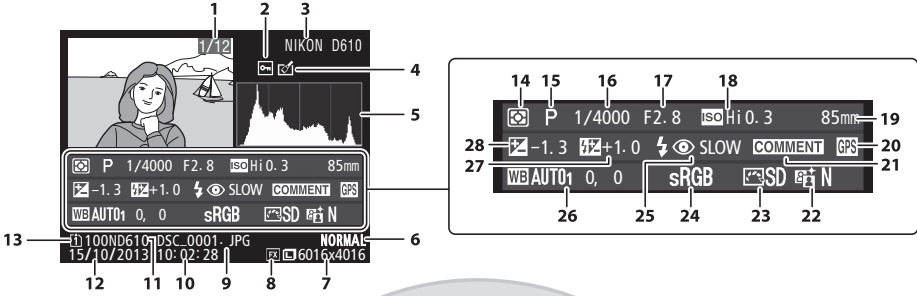 1 2 3
1/12 NIKON D610
4
5
1/4000 F2.8 ISO Hi 0.3 85mm
P
-1.3 +1.0 SLOW COMMENT GPS
WB AUTO1 0, 0 sRGB SD N
13 1 100ND610 DSC_0001.JPG NORMAL 6
15/10/2013 10:02:28 FX L 6016x4016
12 11 10 9 8 7
14 15 16 17 18
P 1/4000 F2.8 ISO Hi 0.3 85mm 19
28 -1.3 +1.0 SLOW COMMENT GPS 20
27 21
WB AUTO1 0, 0 sRGB SD N
26 25 24 23 22